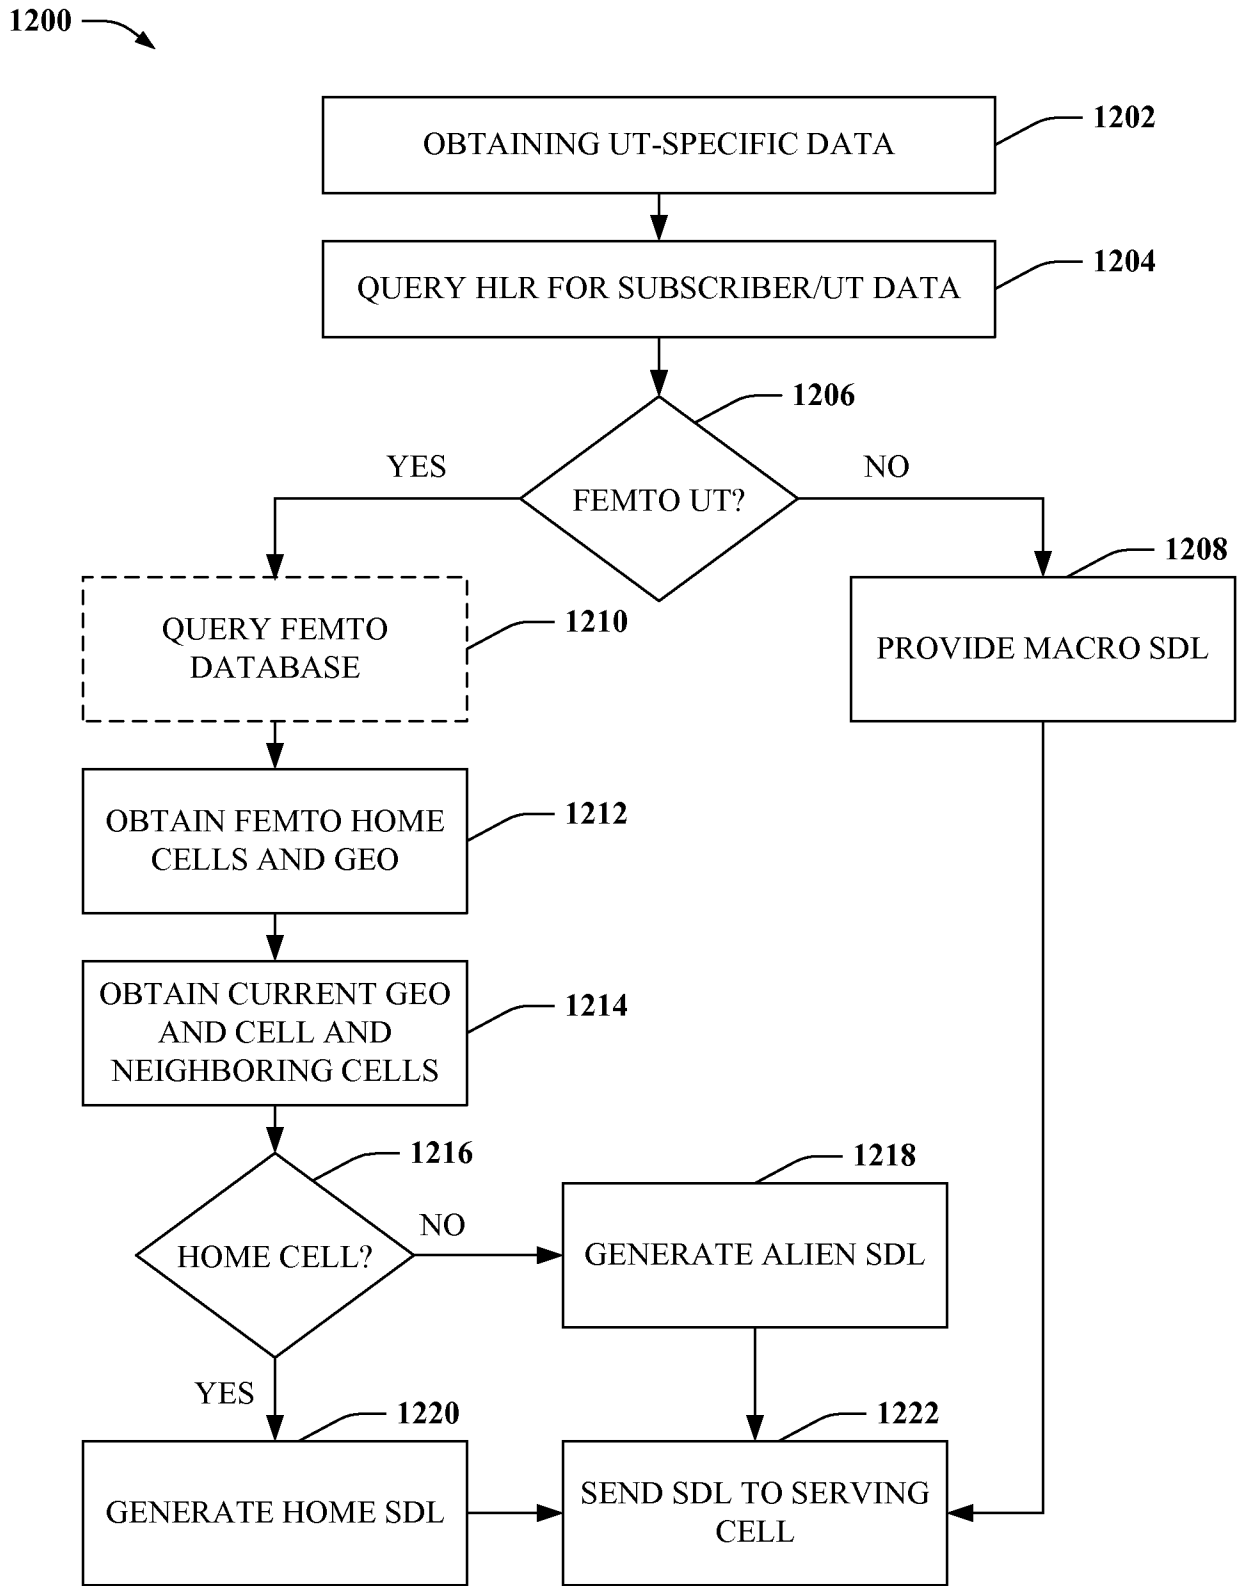 1200
OBTAINING UT-SPECIFIC DATA
1202
QUERY HLR FOR SUBSCRIBER/UT DATA
1204
1206
YES
NO
FEMTO UT?
1208
PROVIDE MACRO SDL
1210
QUERY FEMTO
DATABASE
1212
OBTAIN FEMTO HOME
CELLS AND GEO
1214
OBTAIN CURRENT GEO
AND CELL AND
NEIGHBORING CELLS
1216
HOME CELL?
NO
1218
GENERATE ALIEN SDL
YES
1220
GENERATE HOME SDL
1222
SEND SDL TO SERVING
CELL